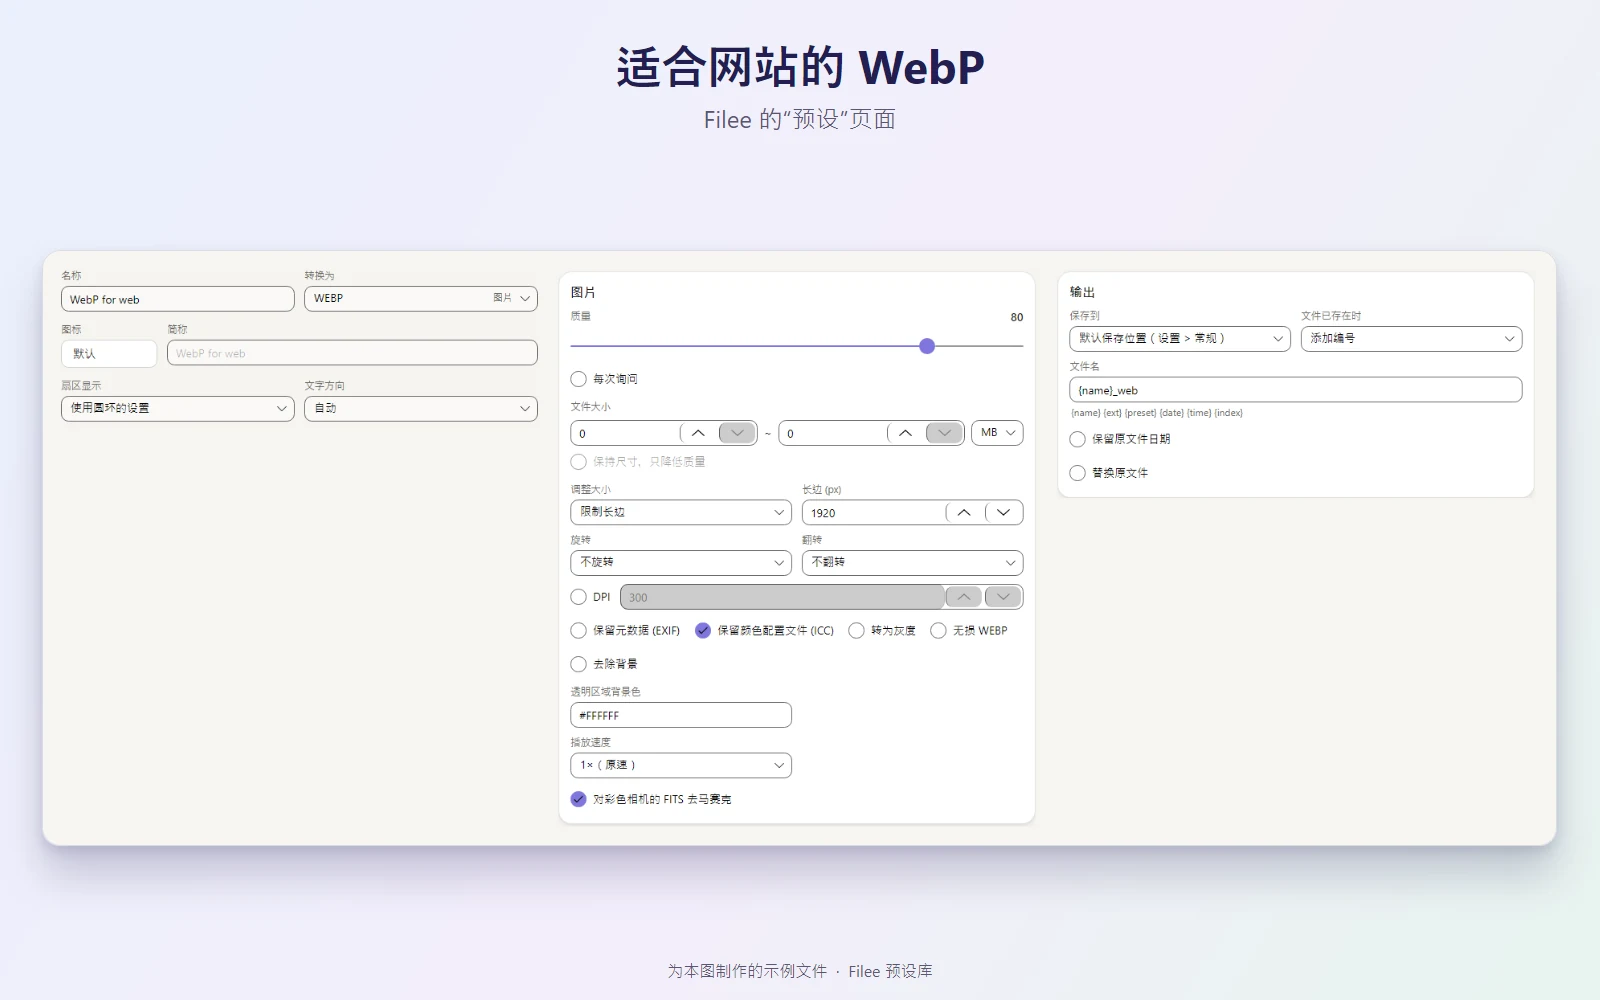 适合网站的 WebP
Filee 的“预设”页面
名称
WebP for web
转换为
WEBP 图片
图标
默认
简称
WebP for web
扇区显示
使用圆环的设置
文字方向
自动
图片
质量 80
每次询问
文件大小
0 ~ 0 MB
保持尺寸，只降低质量
调整大小
限制长边
长边 (px)
1920
旋转
不旋转
翻转
不翻转
DPI 300
保留元数据 (EXIF) 保留颜色配置文件 (ICC) 转为灰度 无损 WEBP
去除背景
透明区域背景色
#FFFFFF
播放速度
1×（原速）
对彩色相机的 FITS 去马赛克
输出
保存到
默认保存位置（设置 > 常规）
文件已存在时
添加编号
文件名
{name}_web
{name} {ext} {preset} {date} {time} {index}
保留原文件日期
替换原文件
为本图制作的示例文件 · Filee 预设库